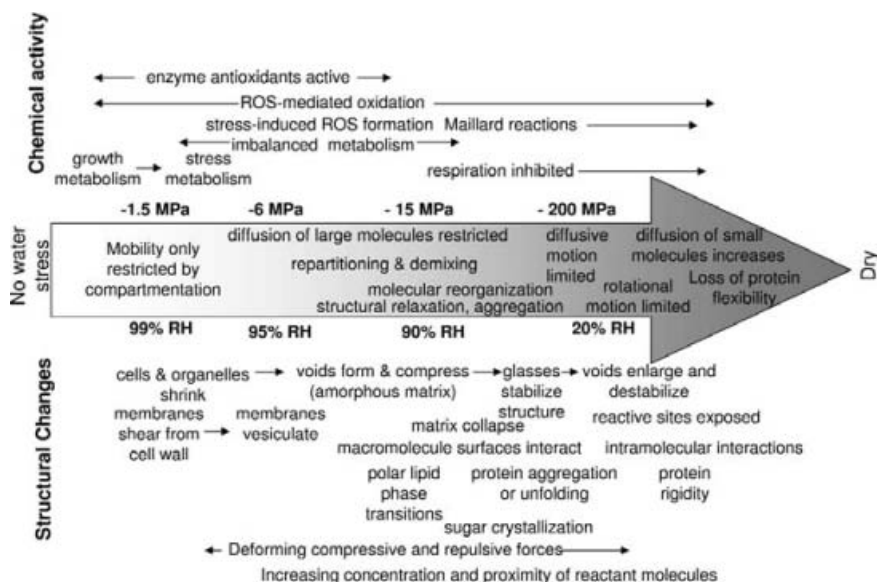 Chemical activity
enzyme antioxidants active
ROS-mediated oxidation
stress-induced ROS formation Maillard reactions
imbalanced metabolism
growth
metabolism
stress
metabolism
respiration inhibited
-1.5 MPa
-6 MPa
- 15 MPa
- 200 MPa
No water
stress
Mobility only
restricted by
compartmentation
diffusion of large molecules restricted
repartitioning & demixing
molecular reorganization
structural relaxation, aggregation
diffusive
motion
limited
rotational
motion limited
diffusion of small
molecules increases
Loss of protein
flexibility
Dry
99% RH
95% RH
90% RH
20% RH
Structural Changes
cells & organelles
shrink
voids form & compress
(amorphous matrix)
glasses
stabilize
structure
voids enlarge and
destabilize
membranes
shear from
cell wall
membranes
vesiculate
matrix collapse
reactive sites exposed
macromolecule surfaces interact
intramolecular interactions
polar lipid
phase
transitions
protein aggregation
or unfolding
protein
rigidity
sugar crystallization
Deforming compressive and repulsive forces
Increasing concentration and proximity of reactant molecules